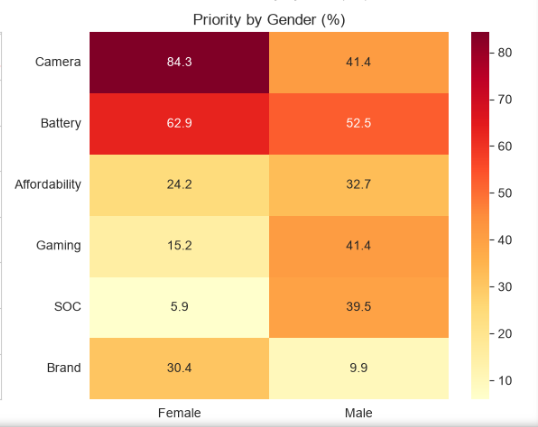 Priority by Gender (%)
Camera 84.3 41.4
Battery 62.9 52.5
Affordability 24.2 32.7
Gaming 15.2 41.4
SOC 5.9 39.5
Brand 30.4 9.9
Female Male
80
70
60
50
40
30
20
10